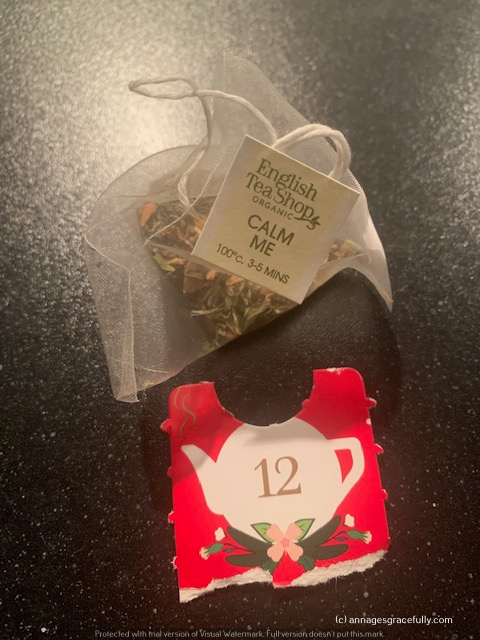 English
Tea Shop
ORGANIC
CALM
ME
100°C, 3-5 MINS
12
(c) annagesgracefully.com
Protected with trial version of Visual Watermark. Full version doesn't put this mark.